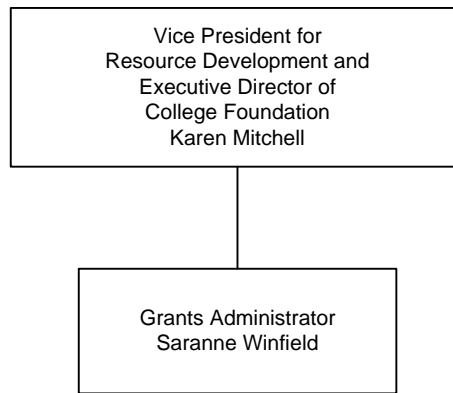 Vice President for
Resource Development and
Executive Director of
College Foundation
Karen Mitchell
Grants Administrator
Saranne Winfield